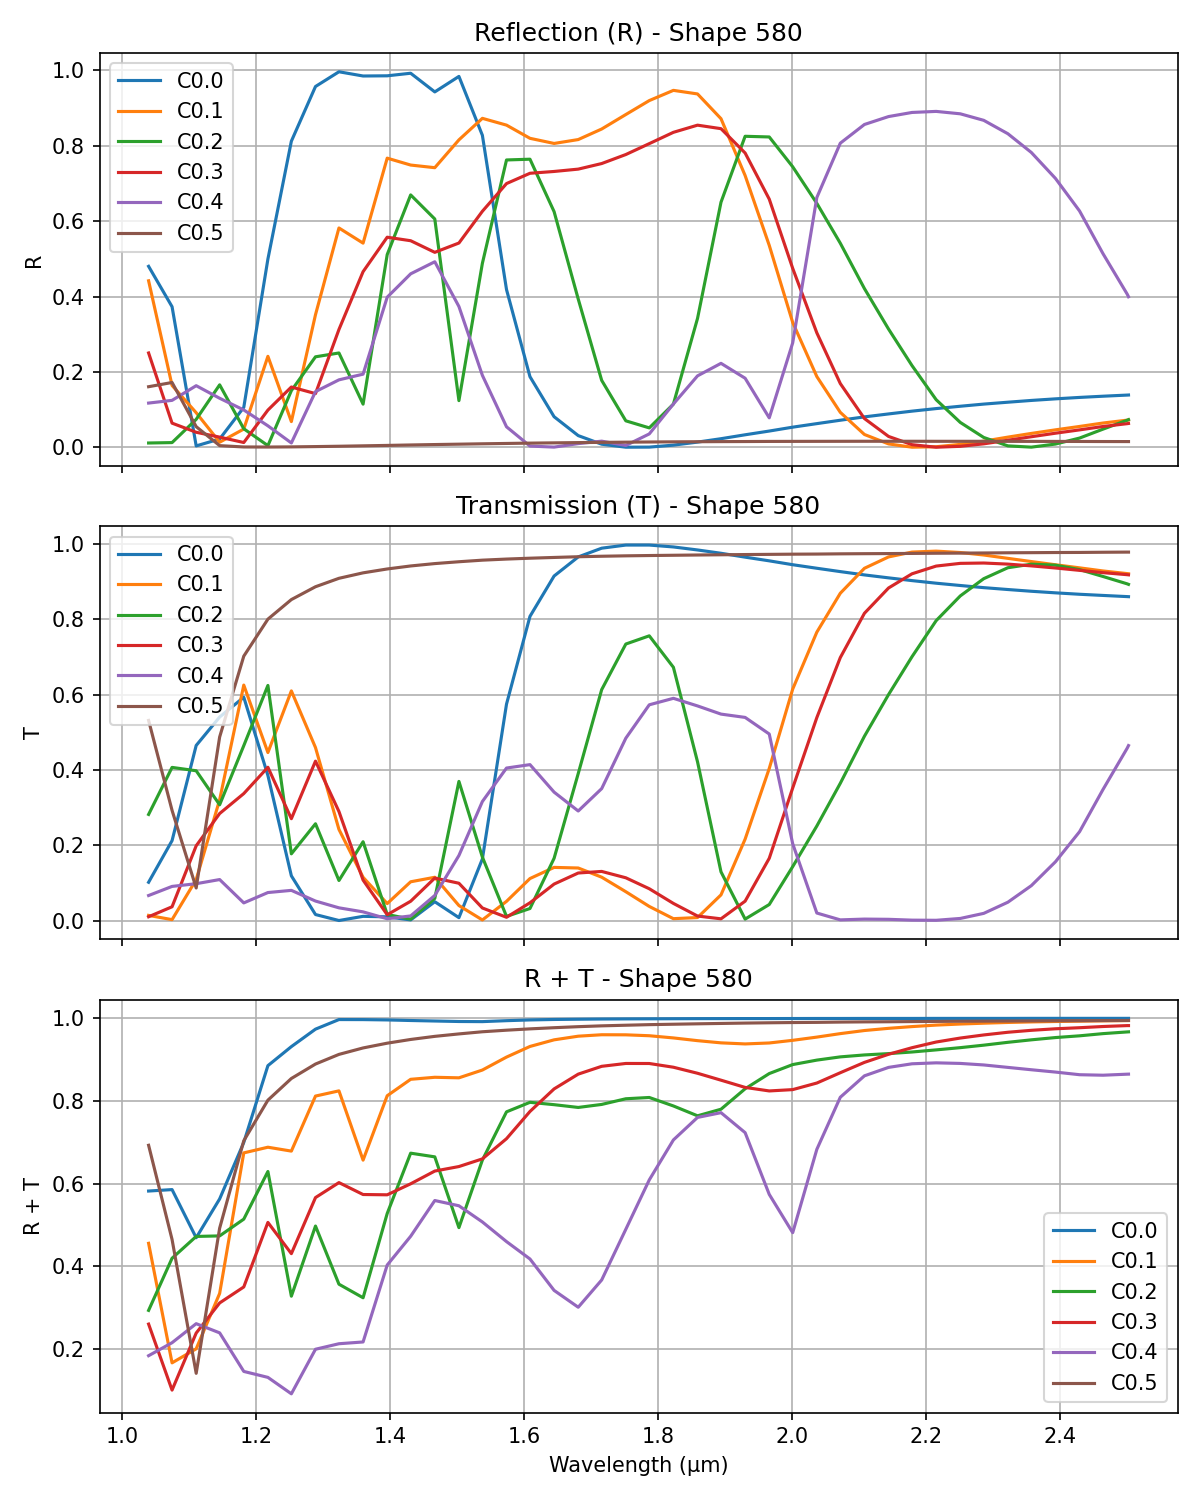 Reflection (R) - Shape 580
1.0
0.8
0.6
0.4
0.2
0.0
R
C0.0
C0.1
C0.2
C0.3
C0.4
C0.5
Transmission (T) - Shape 580
1.0
0.8
0.6
0.4
0.2
0.0
T
C0.0
C0.1
C0.2
C0.3
C0.4
C0.5
R + T - Shape 580
1.0
0.8
0.6
0.4
0.2
R + T
C0.0
C0.1
C0.2
C0.3
C0.4
C0.5
1.0 1.2 1.4 1.6 1.8 2.0 2.2 2.4
Wavelength (μm)